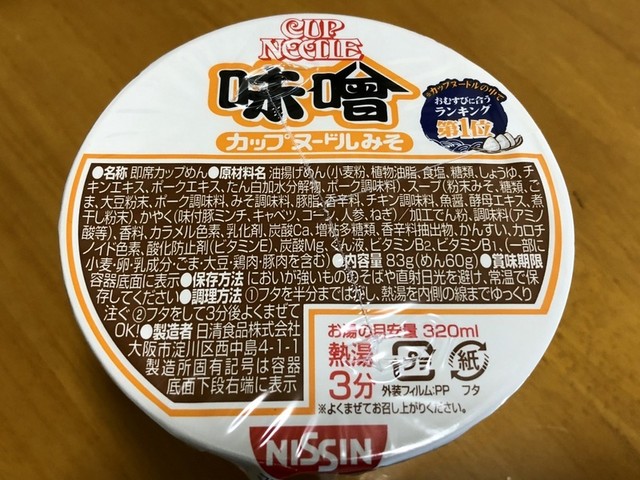 CUP
NOODLE
味噌
カップヌードルみそ
カップヌードルの中で
おむすびに合う
ランキング
第1位
●名称 即席カップめん●原材料名 油揚げめん(小麦粉、植物油脂、食塩、糖類、しょうゆ、チ
キンエキス、ポークエキス、たん白加水分解物、ポーク調味料)、スープ(粉末みそ、糖類、ご
ま、大豆粉末、ポーク調味料、みそ調味料、豚脂、香辛料、チキン調味料、魚醤、酵母エキス、煮
干し粉末)、かやく(味付豚ミンチ、キャベツ、コーン、人参、ねぎ)/加工でん粉、調味料(アミノ
酸等)、香料、カラメル色素、乳化剤、炭酸Ca、増粘多糖類、香辛料抽出物、かんすい、カロチ
ノイド色素、酸化防止剤(ビタミンE)、炭酸Mg、くん液、ビタミンB2、ビタミンB1、(一部に
小麦・卵・乳成分・ごま・大豆・鶏肉・豚肉を含む)●内容量 83g(めん60g)●賞味期限
容器底面に表示●保存方法 においが強いもののそばや直射日光を避け、常温で保
存してください●調理方法 ①フタを半分まではがし、熱湯を内側の線までゆっくり
注ぐ②フタをして3分後よくまぜて
OK!●製造者 日清食品株式会社
大阪市淀川区西中島4-1-1
製造所固有記号は容器
底面下段右端に表示
お湯の目安量 320ml
熱湯
3分
プラ
紙
外装フィルム:PP
フタ
※よくまぜてお召し上がりください。
NISSIN